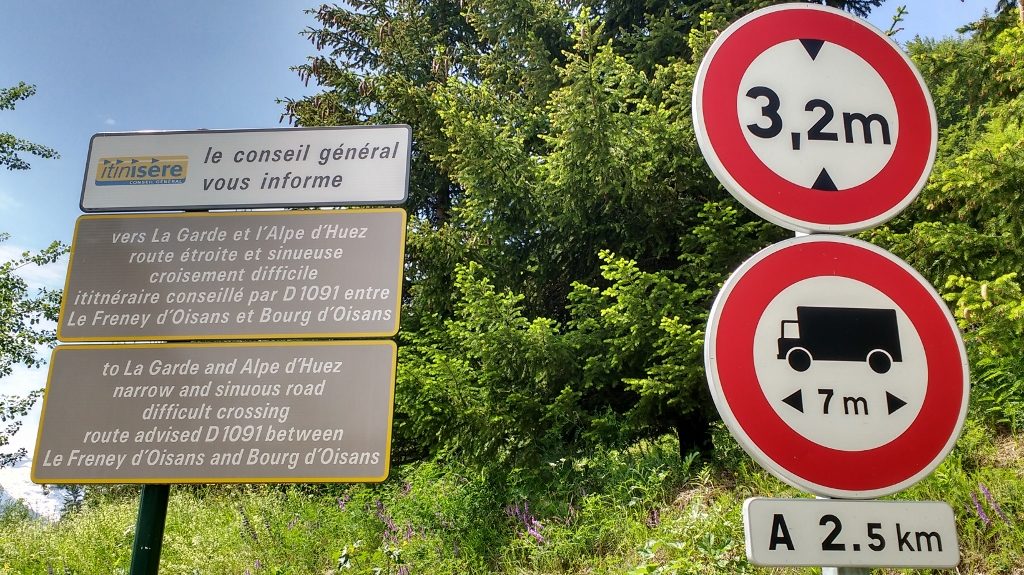 itinisère
CONSEIL GÉNÉRAL
le conseil général
vous informe
vers La Garde et l'Alpe d'Huez
route étroite et sinueuse
croisement difficile
ititnéraire conseillé par D 1091 entre
Le Freney d'Oisans et Bourg d'Oisans
to La Garde and Alpe d'Huez
narrow and sinuous road
difficult crossing
route advised D 1091 between
Le Freney d'Oisans and Bourg d'Oisans
3,2m
7 m
A 2.5 km